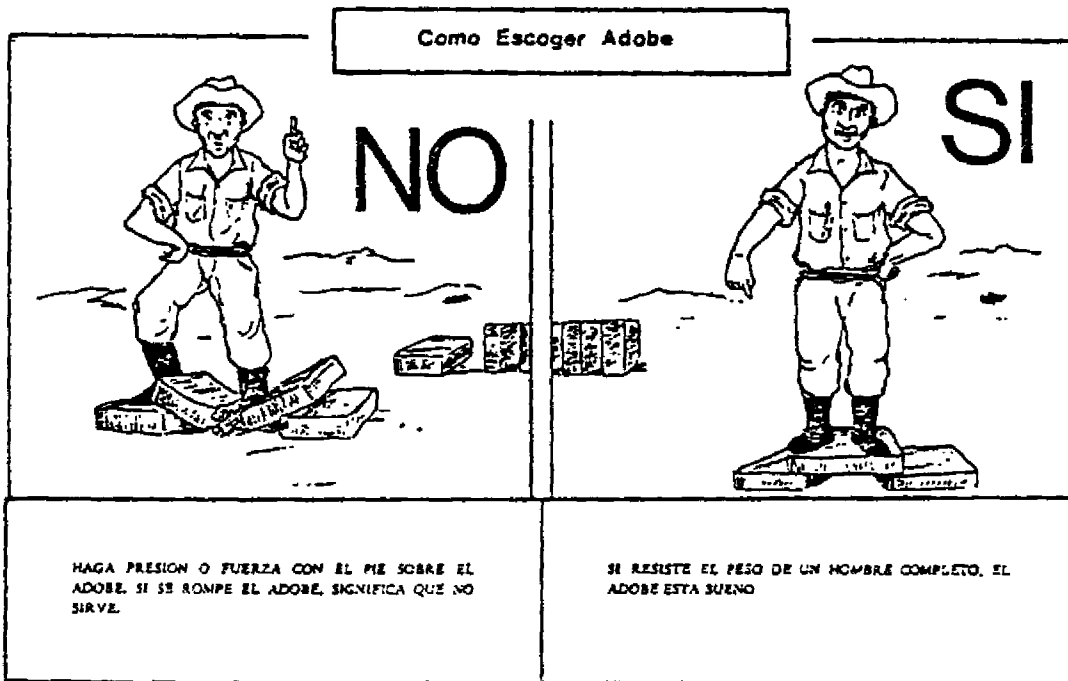 Como Escoger Adobe
NO
SI
HAGA PRESION O FUERZA CON EL PIE SOBRE EL
ADOBE. SI SE ROMPE EL ADOBE, SIGNIFICA QUE NO
SIRVE.
SI RESISTE EL PESO DE UN HOMBRE COMPLETO, EL
ADOBE ESTA BUENO